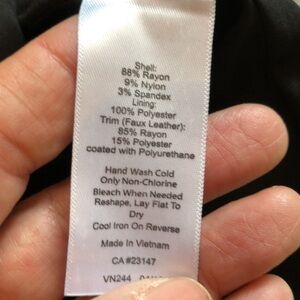 Shell:
88% Rayon
9% Nylon
3% Spandex
Lining:
100% Polyester
Trim (Faux Leather):
85% Rayon
15% Polyester
coated with Polyurethane
Hand Wash Cold
Only Non-Chlorine
Bleach When Needed
Reshape, Lay Flat To
Dry
Cool Iron On Reverse
Made In Vietnam
CA #23147
VN244